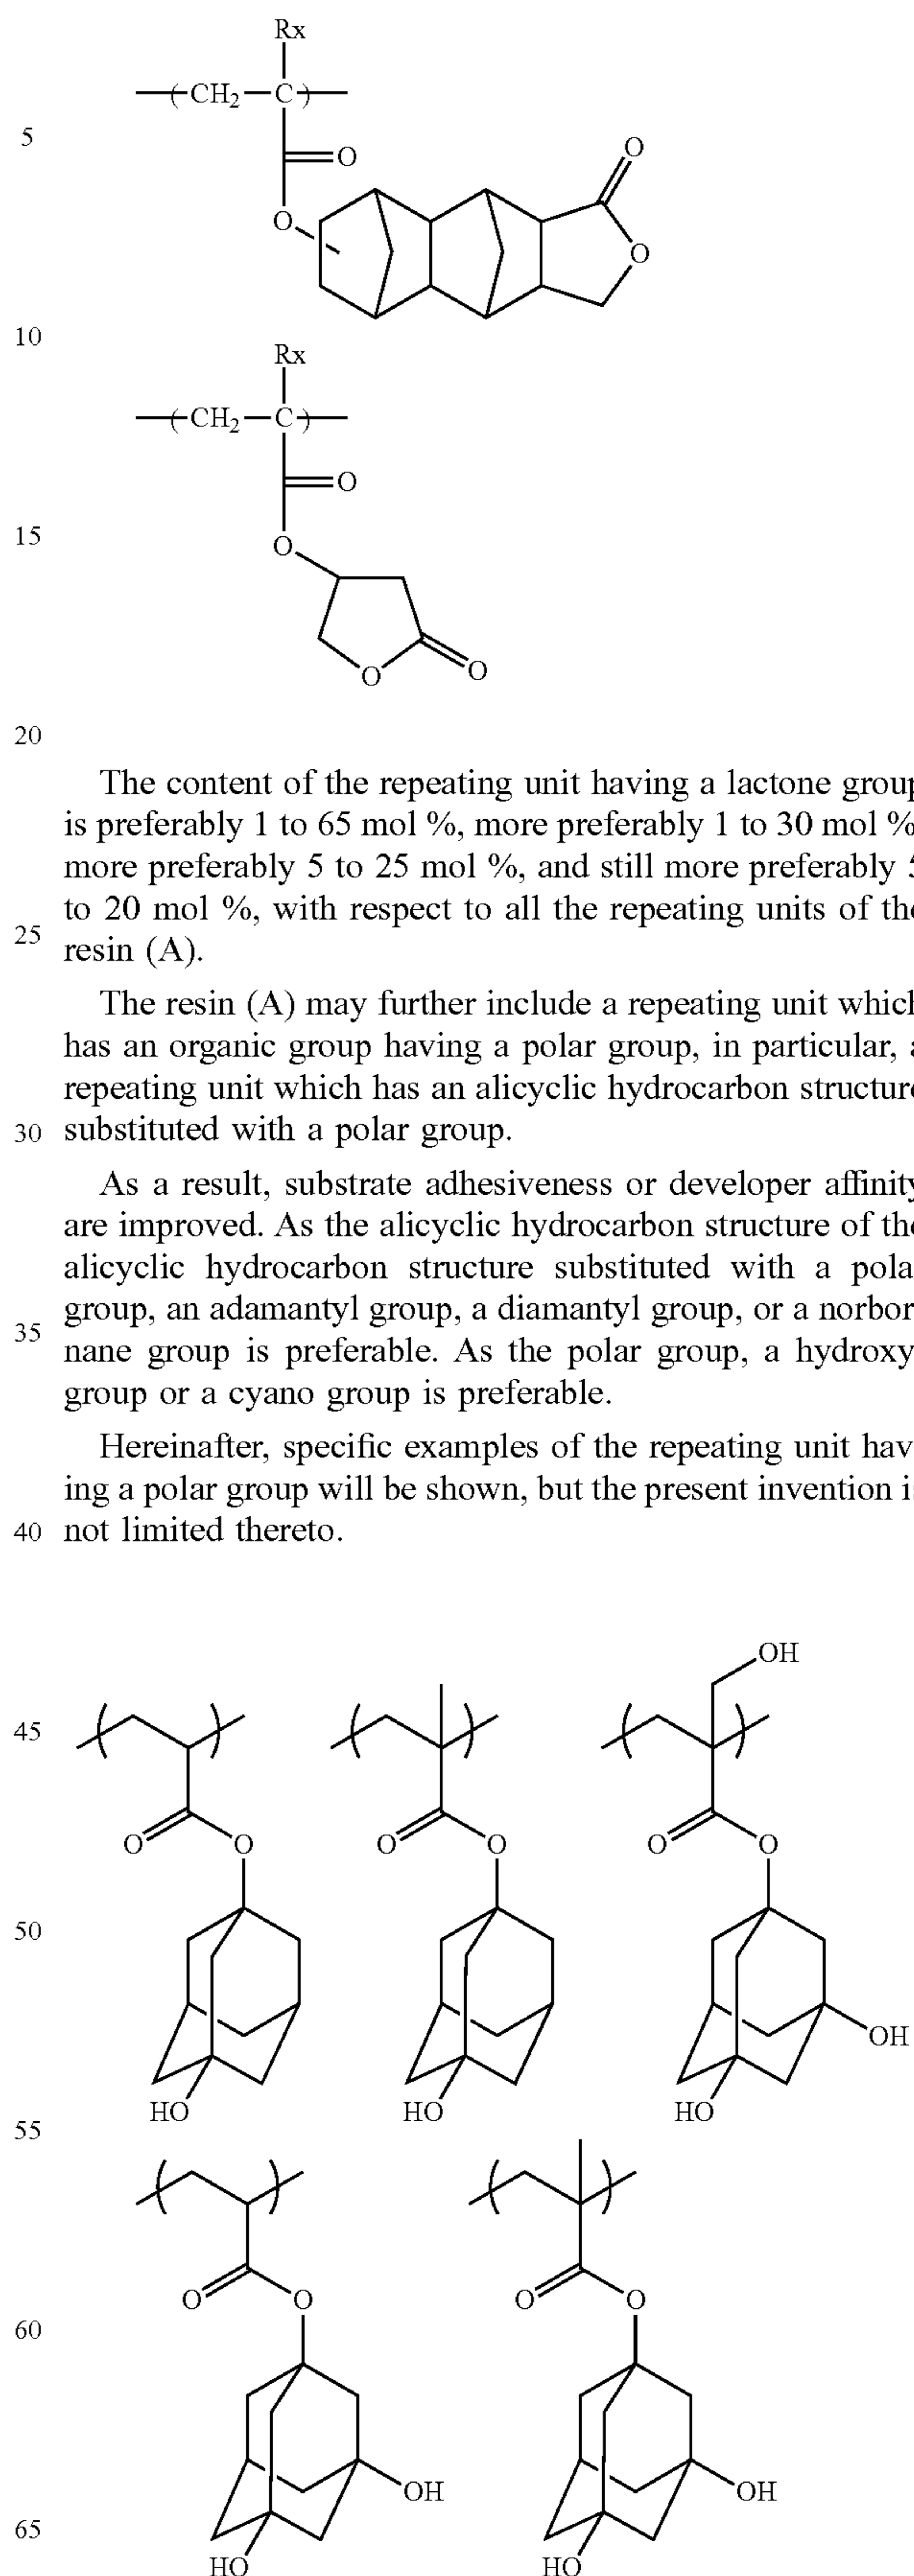 Rx
CH2 C
5
O
O
O
O
10
Rx
CH2 C
O
15
O
O
O
20
The content of the repeating unit having a lactone group
is preferably 1 to 65 mol %, more preferably 1 to 30 mol %
more preferably 5 to 25 mol %, and still more preferably 5
to 20 mol %, with respect to all the repeating units of the
25
resin (A).
The resin (A) may further include a repeating unit which
has an organic group having a polar group, in particular, a
repeating unit which has an alicyclic hydrocarbon structure
30 substituted with a polar group.
As a result, substrate adhesiveness or developer affinity
are improved. As the alicyclic hydrocarbon structure of the
alicyclic hydrocarbon structure substituted with a pola
group, an adamantyl group, a diamantyl group, or a norbor
35
nane group is preferable. As the polar group, a hydroxy
group or a cyano group is preferable.
Hereinafter, specific examples of the repeating unit hav
ing a polar group will be shown, but the present invention is
40 not limited thereto.
OH
45
O O O O O O
50
OH
HO HO HO
55
O O O O
60
OH OH
65
HO HO